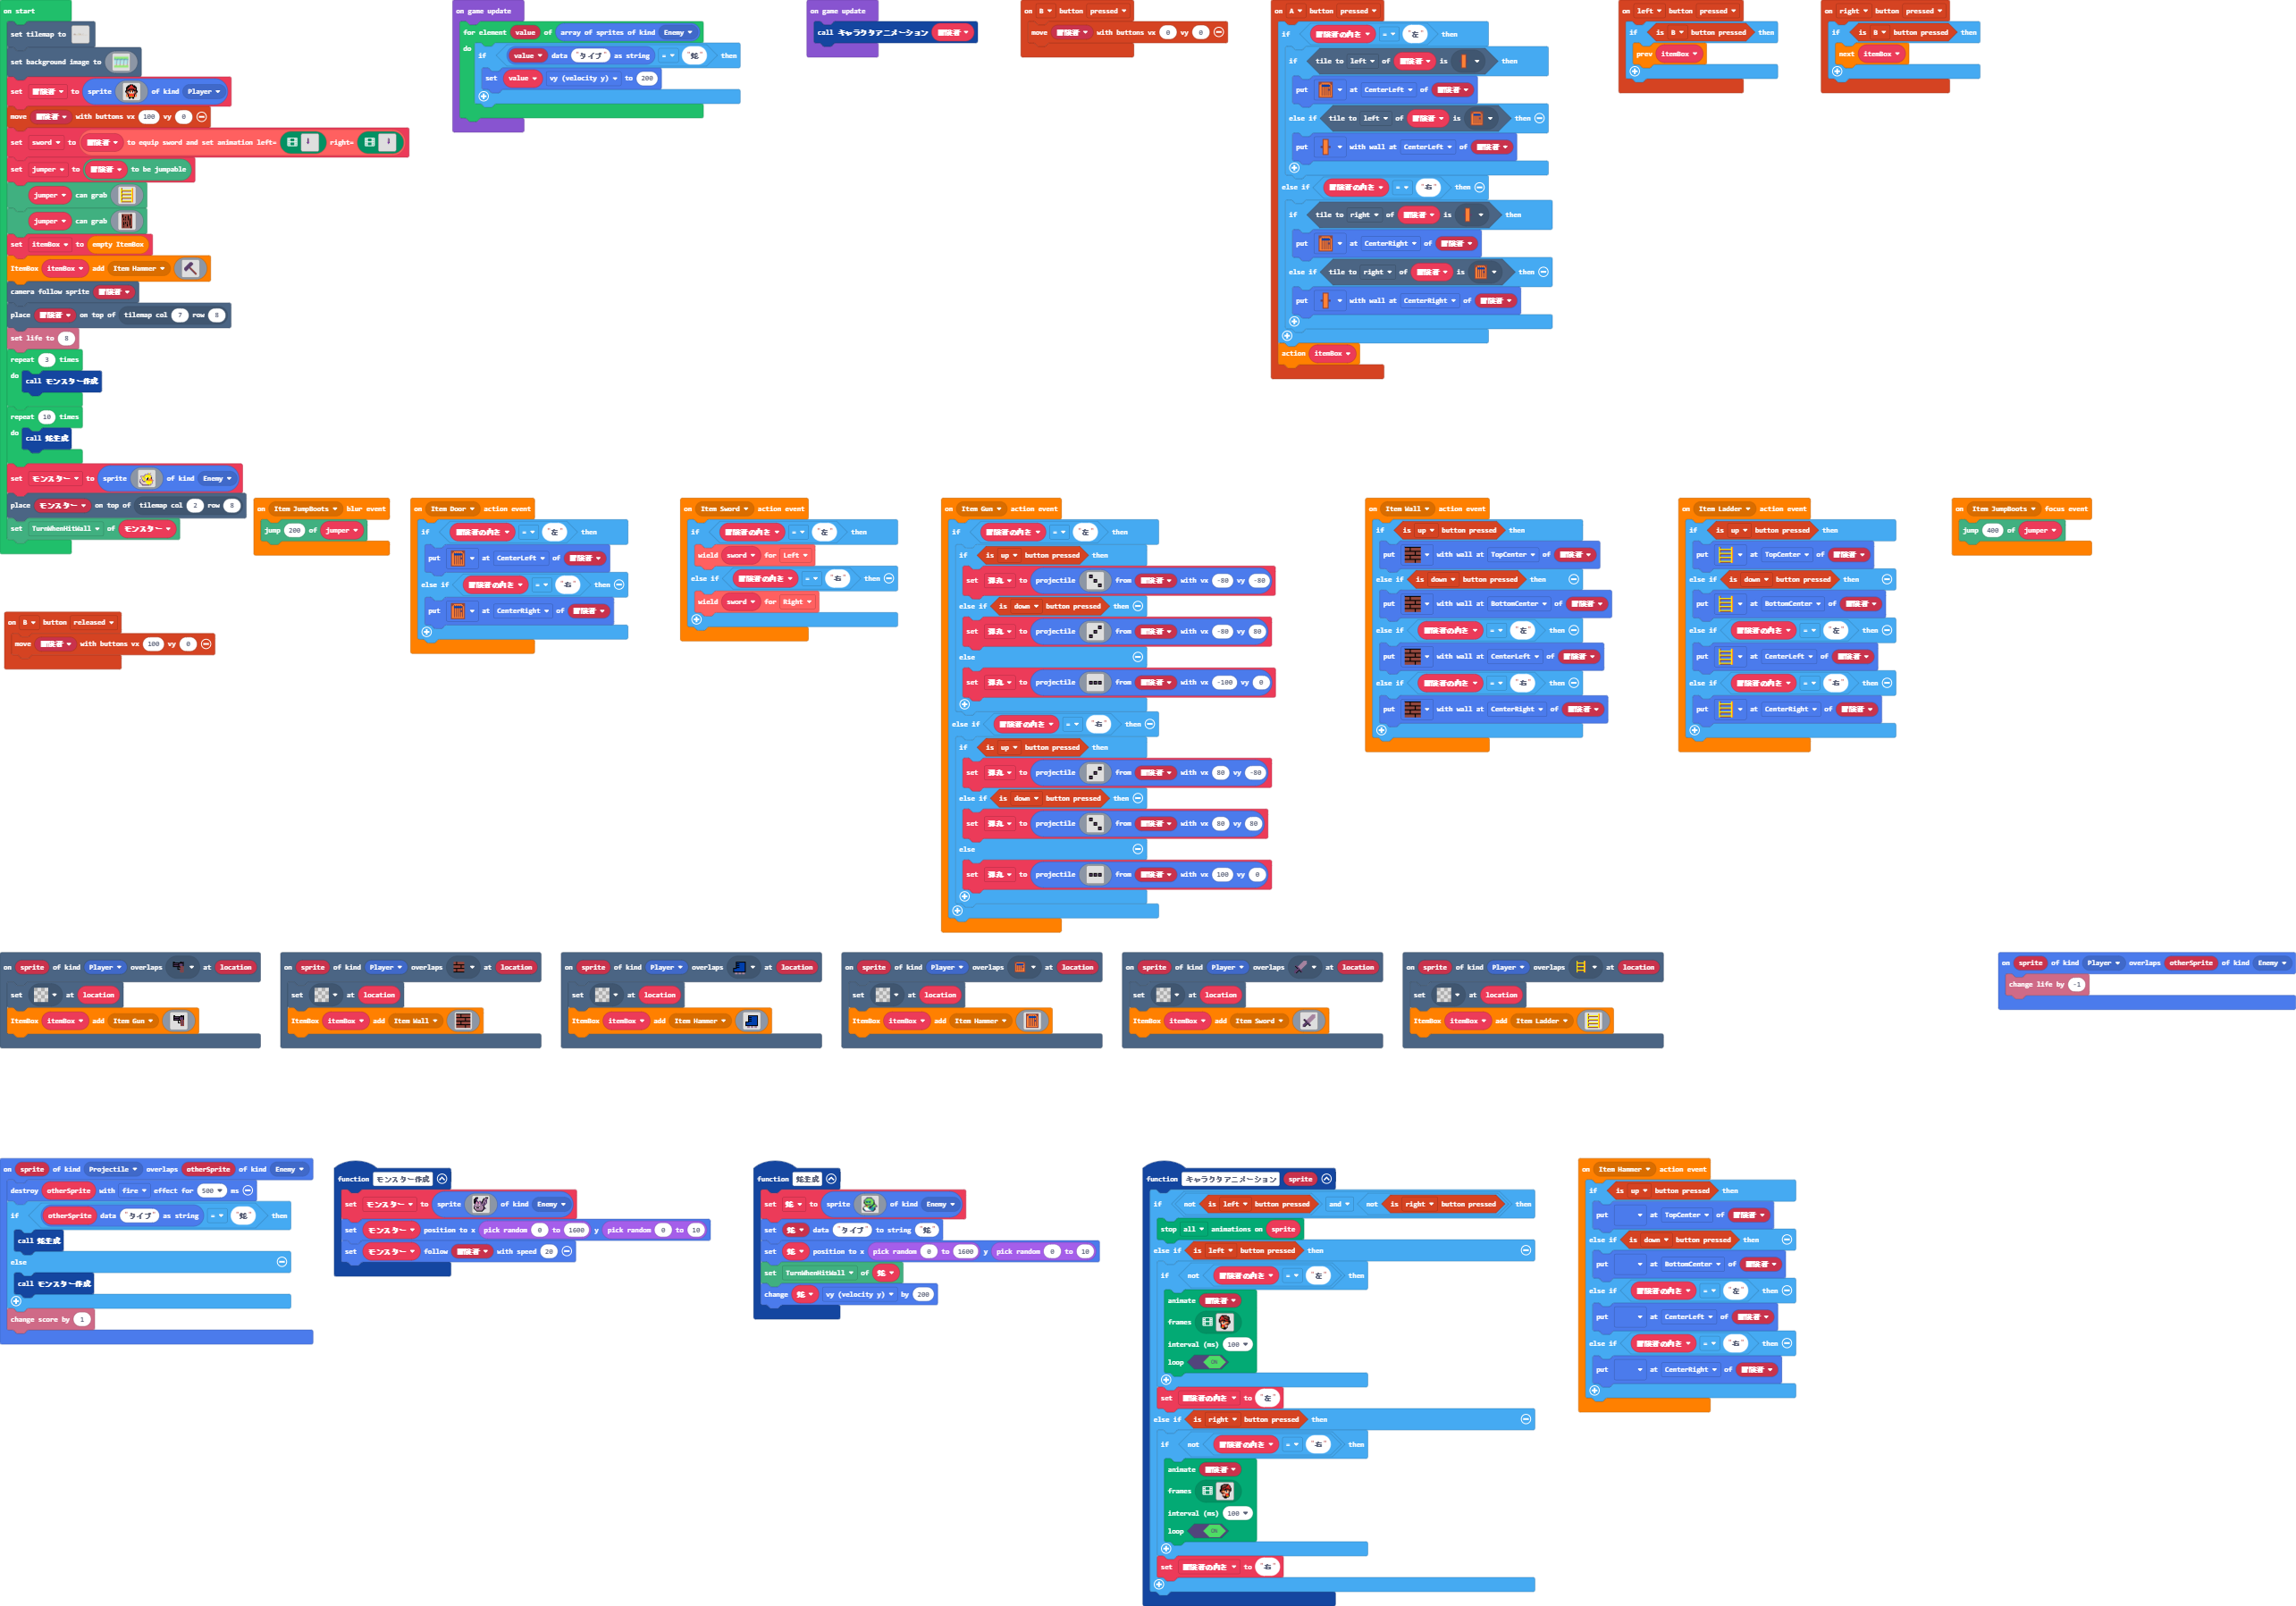 on start
set tilemap to
set background image to
set 冒険者 to sprite of kind Player
move 冒険者 with buttons vx 100 vy 0
set sword to 冒険者 to equip sword and set animation left= right=
set jumper to 冒険者 to be jumpable
jumper can grab
jumper can grab
set itemBox to empty ItemBox
ItemBox itemBox add Item Hammer
camera follow sprite 冒険者
place 冒険者 on top of tilemap col 7 row 8
set life to 8
repeat 3 times
do call モンスター作成
repeat 10 times
do call 蛇生成
set モンスター to sprite of kind Enemy
place モンスター on top of tilemap col 2 row 8
set TurnWhenHitWall of モンスター
on game update
for element value of array of sprites of kind Enemy
do if value data "タイプ" as string = "蛇" then
set value vy (velocity y) to 200
on game update
call キャラクタアニメーション 冒険者
on B button pressed
move 冒険者 with buttons vx 0 vy 0
on A button pressed
if 冒険者の向き = "左" then
if tile to left of 冒険者 is then
put at CenterLeft of 冒険者
else if tile to left of 冒険者 is then
put with wall at CenterLeft of 冒険者
else if 冒険者の向き = "右" then
if tile to right of 冒険者 is then
put at CenterRight of 冒険者
else if tile to right of 冒険者 is then
put with wall at CenterRight of 冒険者
action itemBox
on left button pressed
if is B button pressed then
prev itemBox
on right button pressed
if is B button pressed then
next itemBox
on Item JumpBoots blur event
jump 200 of jumper
on B button released
move 冒険者 with buttons vx 100 vy 0
on Item Door action event
if 冒険者の向き = "左" then
put at CenterLeft of 冒険者
else if 冒険者の向き = "右" then
put at CenterRight of 冒険者
on Item Sword action event
if 冒険者の向き = "左" then
wield sword for Left
else if 冒険者の向き = "右" then
wield sword for Right
on Item Gun action event
if 冒険者の向き = "左" then
if is up button pressed then
set 弾丸 to projectile from 冒険者 with vx -80 vy -80
else if is down button pressed then
set 弾丸 to projectile from 冒険者 with vx -80 vy 80
else
set 弾丸 to projectile from 冒険者 with vx -100 vy 0
else if 冒険者の向き = "右" then
if is up button pressed then
set 弾丸 to projectile from 冒険者 with vx 80 vy -80
else if is down button pressed then
set 弾丸 to projectile from 冒険者 with vx 80 vy 80
else
set 弾丸 to projectile from 冒険者 with vx 100 vy 0
on Item Wall action event
if is up button pressed then
put with wall at TopCenter of 冒険者
else if is down button pressed then
put with wall at BottomCenter of 冒険者
else if 冒険者の向き = "左" then
put with wall at CenterLeft of 冒険者
else if 冒険者の向き = "右" then
put with wall at CenterRight of 冒険者
on Item Ladder action event
if is up button pressed then
put at TopCenter of 冒険者
else if is down button pressed then
put at BottomCenter of 冒険者
else if 冒険者の向き = "左" then
put at CenterLeft of 冒険者
else if 冒険者の向き = "右" then
put at CenterRight of 冒険者
on Item JumpBoots focus event
jump 400 of jumper
on sprite of kind Player overlaps at location
set at location
ItemBox itemBox add Item Gun
on sprite of kind Player overlaps at location
set at location
ItemBox itemBox add Item Wall
on sprite of kind Player overlaps at location
set at location
ItemBox itemBox add Item Hammer
on sprite of kind Player overlaps at location
set at location
ItemBox itemBox add Item Hammer
on sprite of kind Player overlaps at location
set at location
ItemBox itemBox add Item Sword
on sprite of kind Player overlaps at location
set at location
ItemBox itemBox add Item Ladder
on sprite of kind Player overlaps otherSprite of kind Enemy
change life by -1
on sprite of kind Projectile overlaps otherSprite of kind Enemy
destroy otherSprite with fire effect for 500 ms
if otherSprite data "タイプ" as string = "蛇" then
call 蛇生成
else
call モンスター作成
change score by 1
function モンスター作成
set モンスター to sprite of kind Enemy
set モンスター position to x pick random 0 to 1600 y pick random 0 to 10
set モンスター follow 冒険者 with speed 20
function 蛇生成
set 蛇 to sprite of kind Enemy
set 蛇 data "タイプ" to string "蛇"
set 蛇 position to x pick random 0 to 1600 y pick random 0 to 10
set TurnWhenHitWall of 蛇
change 蛇 vy (velocity y) by 200
function キャラクタアニメーション sprite
if not is left button pressed and not is right button pressed then
stop all animations on sprite
else if is left button pressed then
if not 冒険者の向き = "左" then
animate 冒険者
frames
interval (ms) 100
loop ON
set 冒険者の向き to "左"
else if is right button pressed then
if not 冒険者の向き = "右" then
animate 冒険者
frames
interval (ms) 100
loop ON
set 冒険者の向き to "右"
on Item Hammer action event
if is up button pressed then
put at TopCenter of 冒険者
else if is down button pressed then
put at BottomCenter of 冒険者
else if 冒険者の向き = "左" then
put at CenterLeft of 冒険者
else if 冒険者の向き = "右" then
put at CenterRight of 冒険者